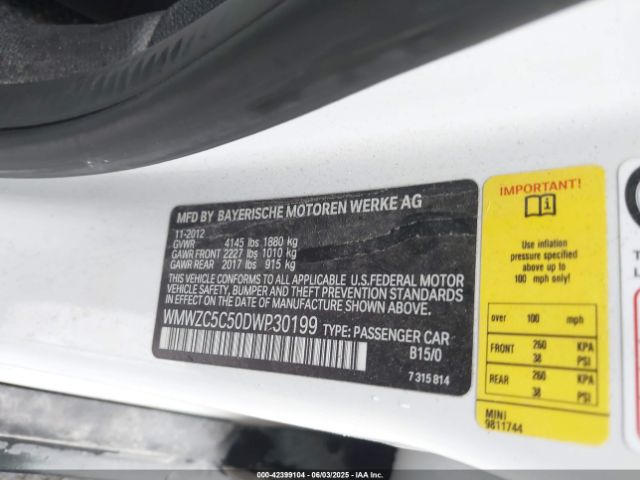 MFD BY BAYERISCHE MOTOREN WERKE AG
11-2012
GVWR 4145 lbs 1880 kg
GAWR FRONT 2227 lbs 1010 kg
GAWR REAR 2017 lbs 915 kg
THIS VEHICLE CONFORMS TO ALL APPLICABLE U.S.FEDERAL MOTOR
VEHICLE SAFETY, BUMPER AND THEFT PREVENTION STANDARDS
IN EFFECT ON THE DATE OF MANUFACTURE SHOWN ABOVE.
WMWZC5C50DWP30199 TYPE: PASSENGER CAR
B15/0
7 315 814
IMPORTANT!
Use inflation
pressure specified
above up to
100 mph only!
over 100 mph
FRONT 260 KPA
38 PSI
REAR 260 KPA
38 PSI
MINI
9811744
000-42399104 | 06/03/2025 - IAA Inc.